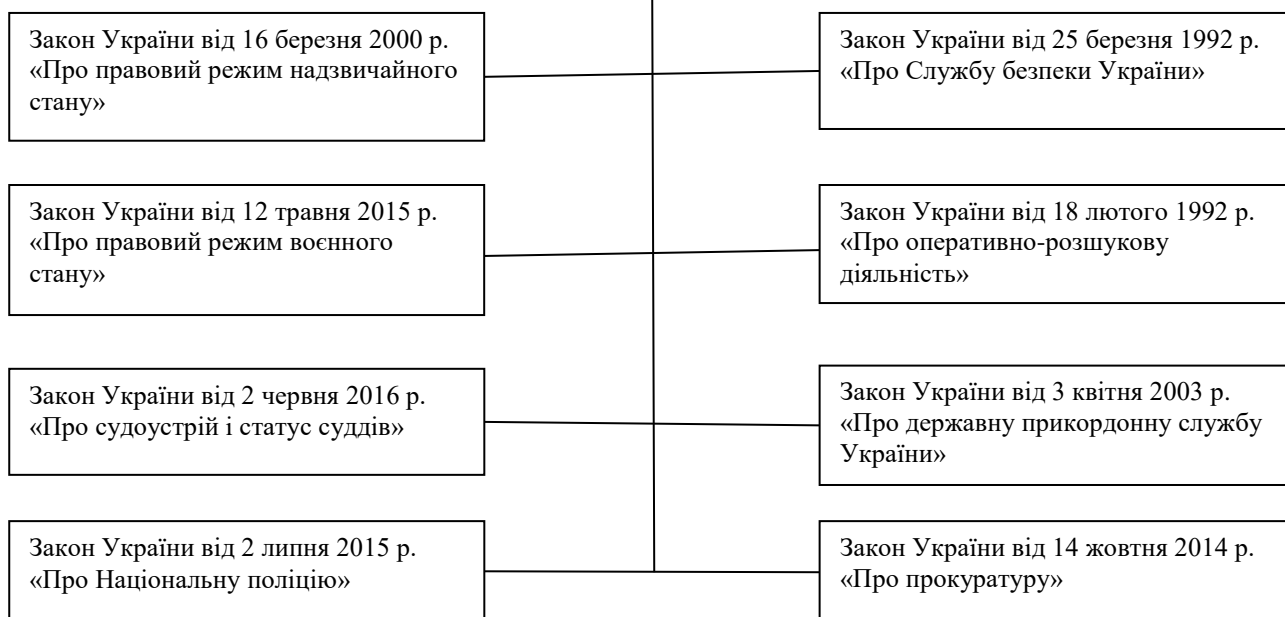 Закон України від 16 березня 2000 р.
«Про правовий режим надзвичайного
стану»
Закон України від 25 березня 1992 р.
«Про Службу безпеки України»
Закон України від 12 травня 2015 р.
«Про правовий режим воєнного
стану»
Закон України від 18 лютого 1992 р.
«Про оперативно-розшукову
діяльність»
Закон України від 2 червня 2016 р.
«Про судоустрій і статус суддів»
Закон України від 3 квітня 2003 р.
«Про державну прикордонну службу
України»
Закон України від 2 липня 2015 р.
«Про Національну поліцію»
Закон України від 14 жовтня 2014 р.
«Про прокуратуру»